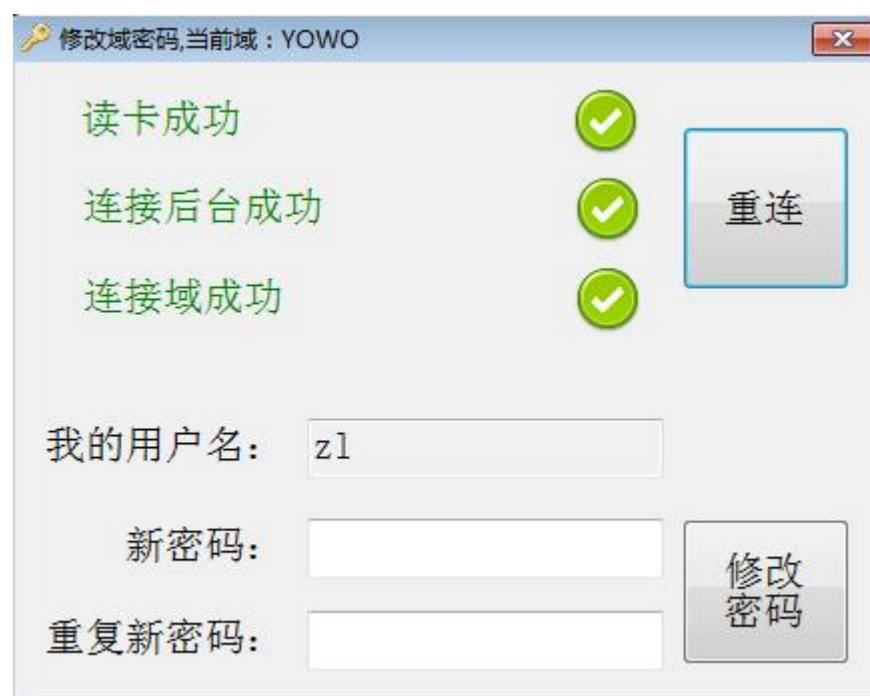 修改域密码,当前域：YOWO
读卡成功
连接后台成功
重连
连接域成功
我的用户名：
zl
新密码：
修改
密码
重复新密码：